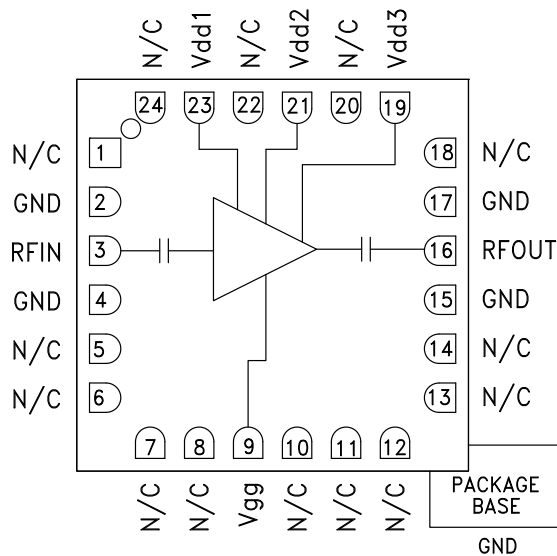 N/C Vdd1 N/C Vdd2 N/C Vdd3
24 23 22 21 20 19
N/C 1 18 N/C
GND 2 17 GND
RFIN 3 16 RFOUT
GND 4 15 GND
N/C 5 14 N/C
N/C 6 13 N/C
7 8 9 10 11 12
N/C N/C Vgg N/C N/C N/C
PACKAGE
BASE
GND